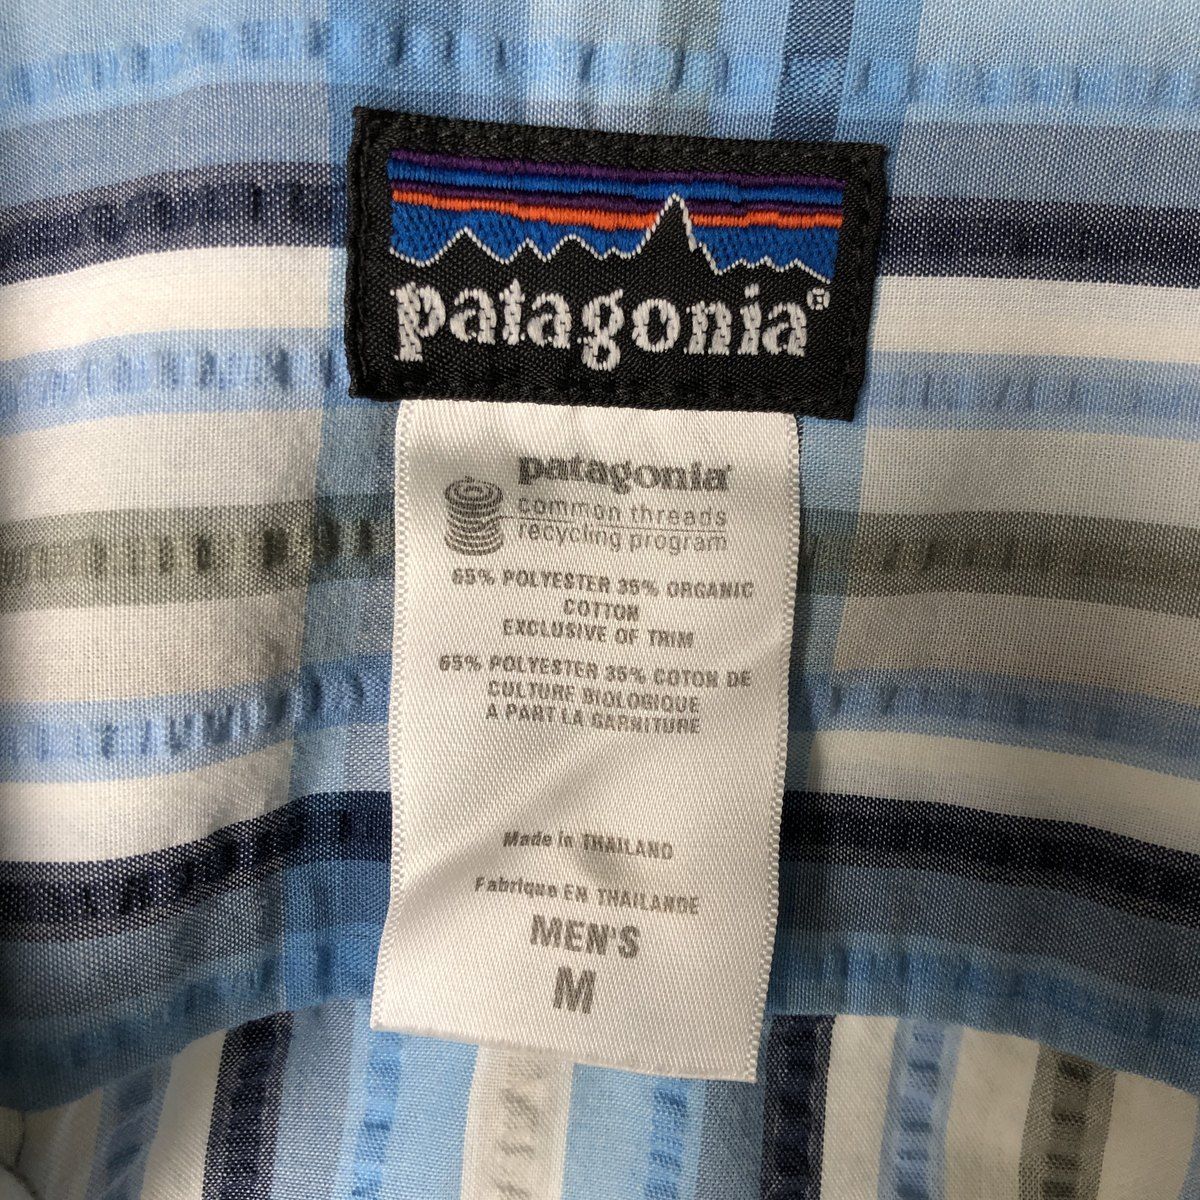 patagonia®
patagonia®
common threads
recycling program
65% POLYESTER 35% ORGANIC
COTTON
EXCLUSIVE OF TRIM
65% POLYESTER 35% COTON DE
CULTURE BIOLOGIQUE
A PART LA GARNITURE
Made in THAILAND
Fabrique EN THAILANDE
MEN'S
M